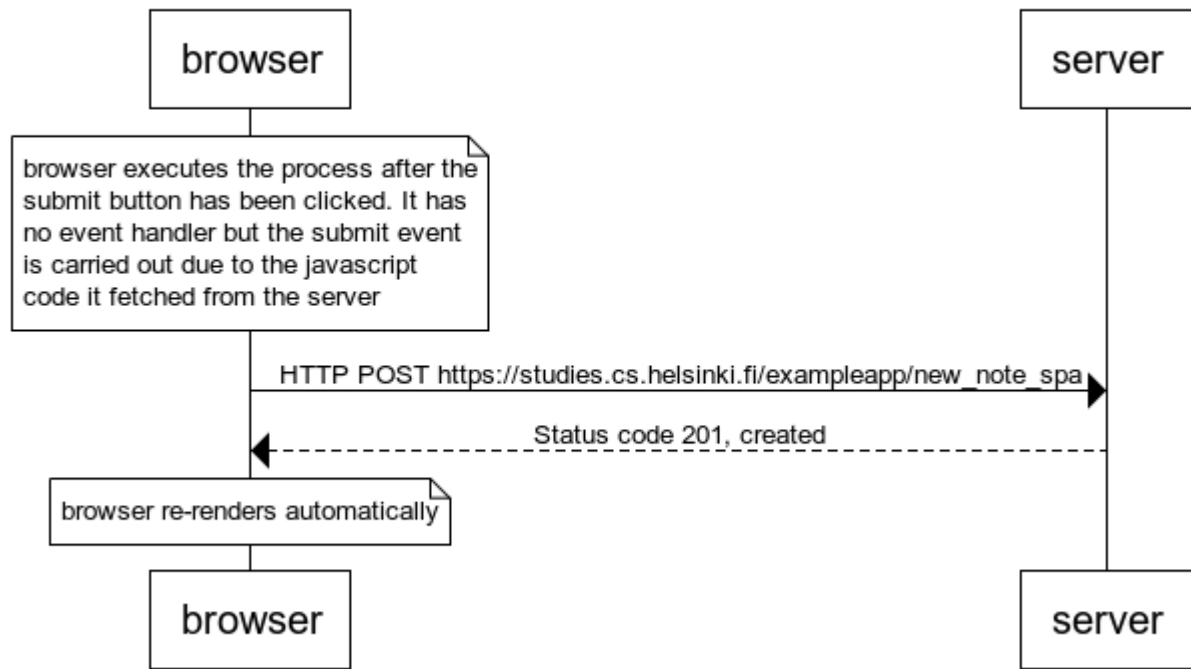 browser
server
browser executes the process after the
submit button has been clicked. It has
no event handler but the submit event
is carried out due to the javascript
code it fetched from the server
HTTP POST https://studies.cs.helsinki.fi/exampleapp/new_note_spa
Status code 201, created
browser re-renders automatically
browser
server